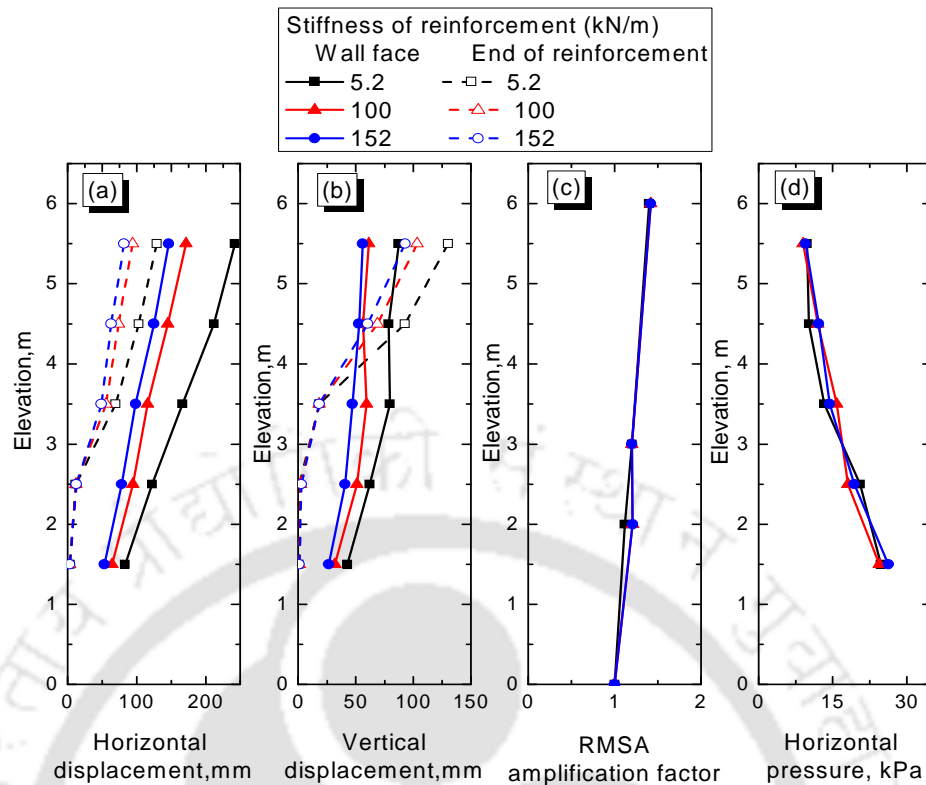 Stiffness of reinforcement (kN/m)
Wall face End of reinforcement
5.2 5.2
100 100
152 152
(a) (b) (c) (d)
6 6 6 6
5 5 5 5
4 4 4 4
3 3 3 3
2 2 2 2
1 1 1 1
0 0 0 0
Elevation,m
Elevation,m
Elevation,m
Elevation, m
0 100 200 0 50 100 150 0 1 2 0 15 30
Horizontal
displacement,mm
Vertical
displacement,mm
RMSA
amplification factor
Horizontal
pressure, kPa